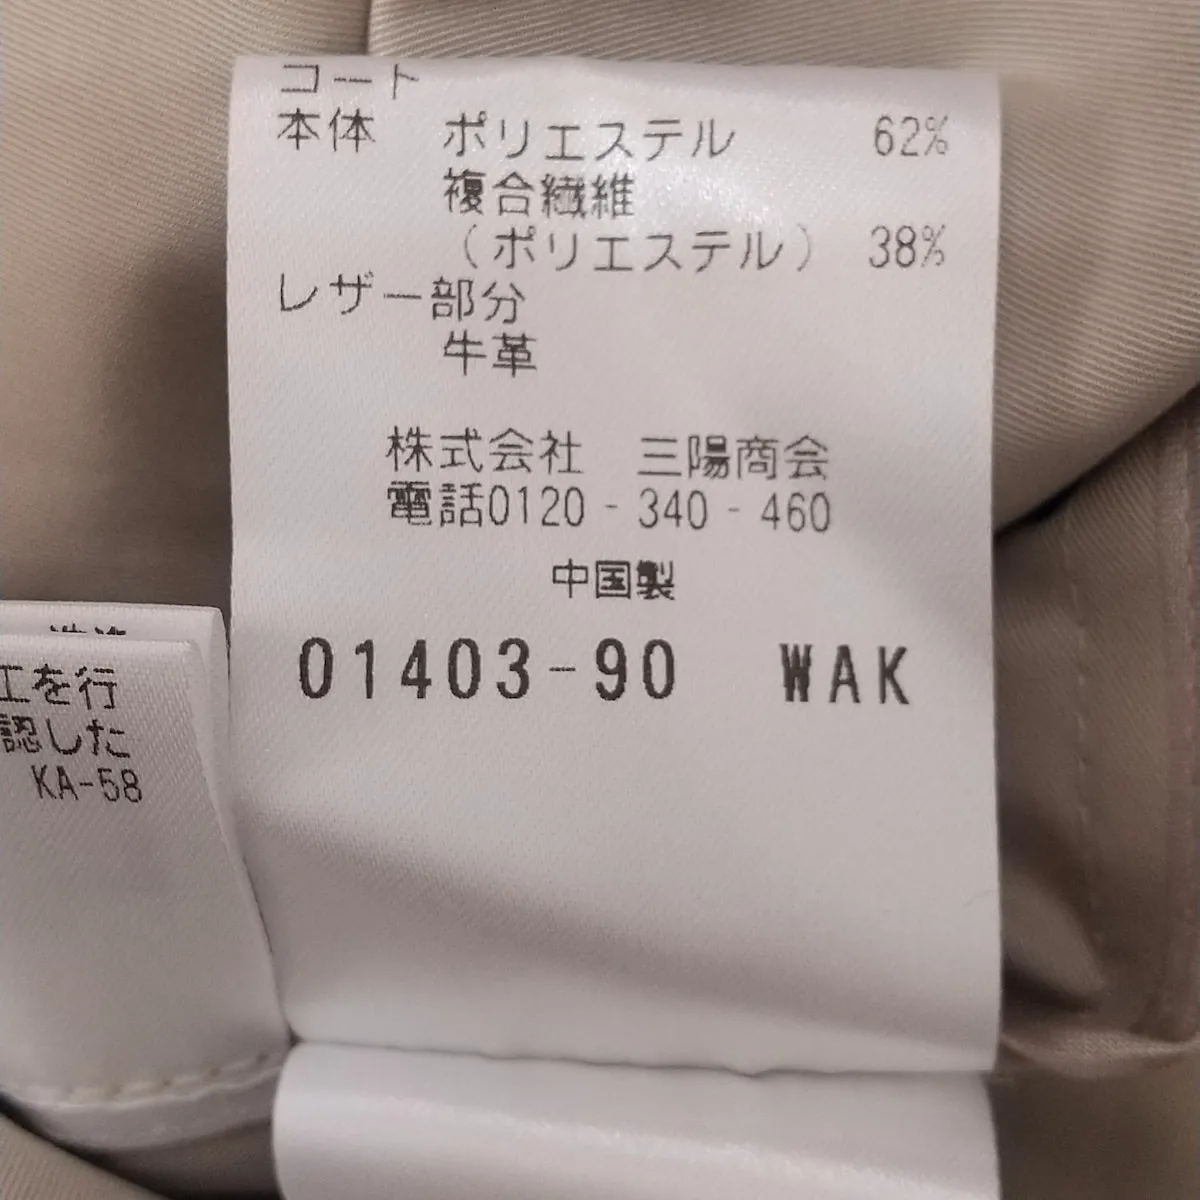 コート
本体 ポリエステル 62%
複合繊維
(ポリエステル) 38%
レザー部分
牛革
株式会社 三陽商会
電話0120-340-460
中国製
01403-90 WAK
工を行
認した
KA-58